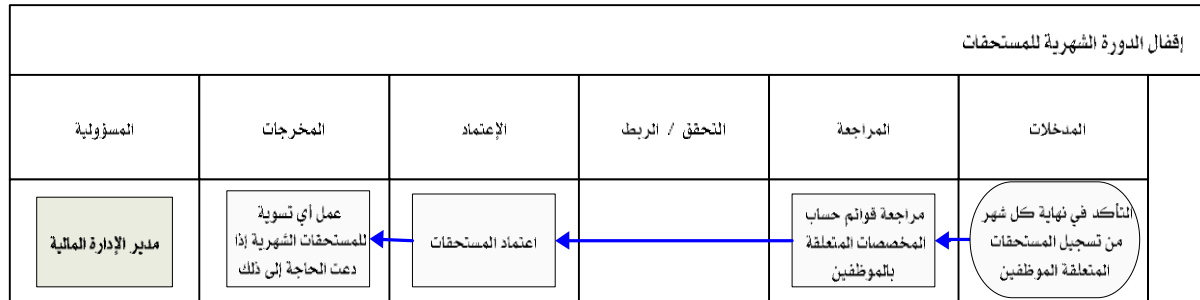 إقفال الدورة الشهرية للمستحقات
المدخلات
المراجعة
التحقق / الربط
الإعتماد
المخرجات
المسؤولية
التأكد في نهاية كل شهر
من تسجيل المستحقات
المتعلقة الموظفين
مراجعة قوائم حساب
المخصصات المتعلقة
بالموظفين
اعتماد المستحقات
عمل أي تسوية
للمستحقات الشهرية إذا
دعت الحاجة إلى ذلك
مدير الإدارة المالية